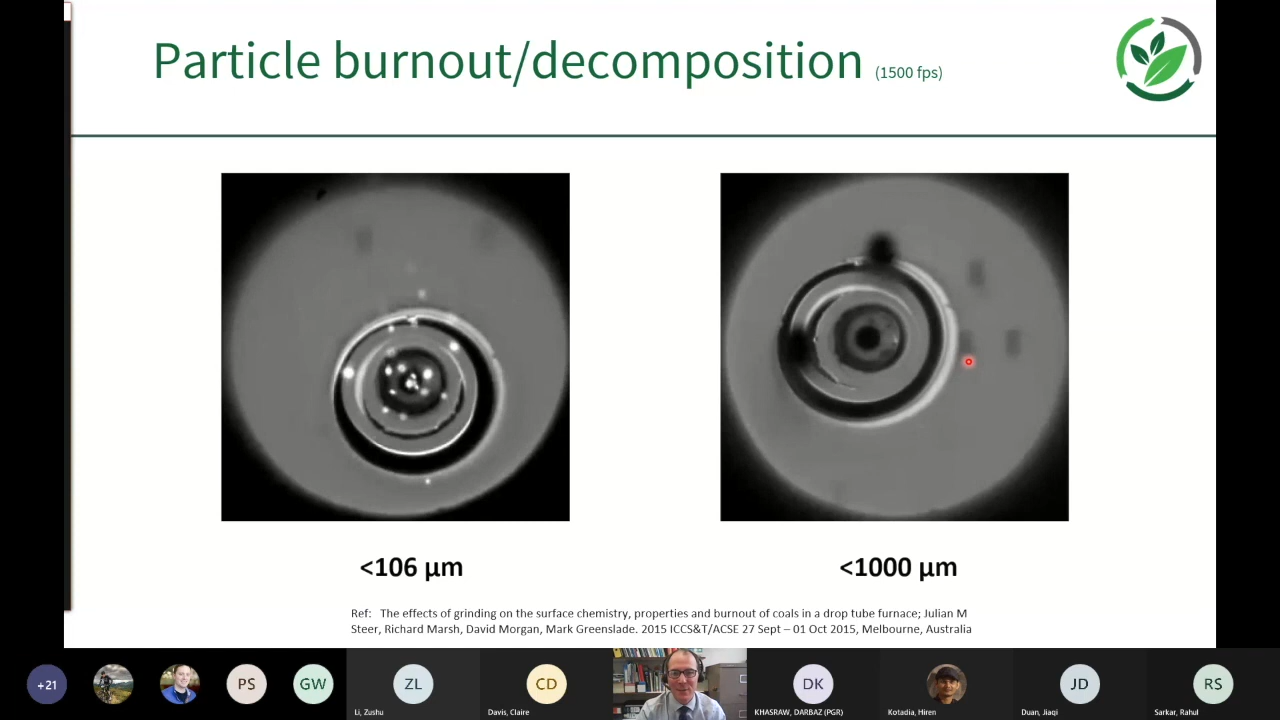 Particle burnout/decomposition (1500 fps)
<106 µm
<1000 µm
Ref: The effects of grinding on the surface chemistry, properties and burnout of coals in a drop tube furnace; Julian M
Steer, Richard Marsh, David Morgan, Mark Greenslade. 2015 ICCS&T/ACSE 27 Sept – 01 Oct 2015, Melbourne, Australia
+21
PS
GW
ZL
CD
DK
JD
RS
Li, Zushu
Davis, Claire
KHASRAW, DARBAZ (PGR)
Kotadia, Hiren
Duan, Jiaqi
Sarkar, Rahul